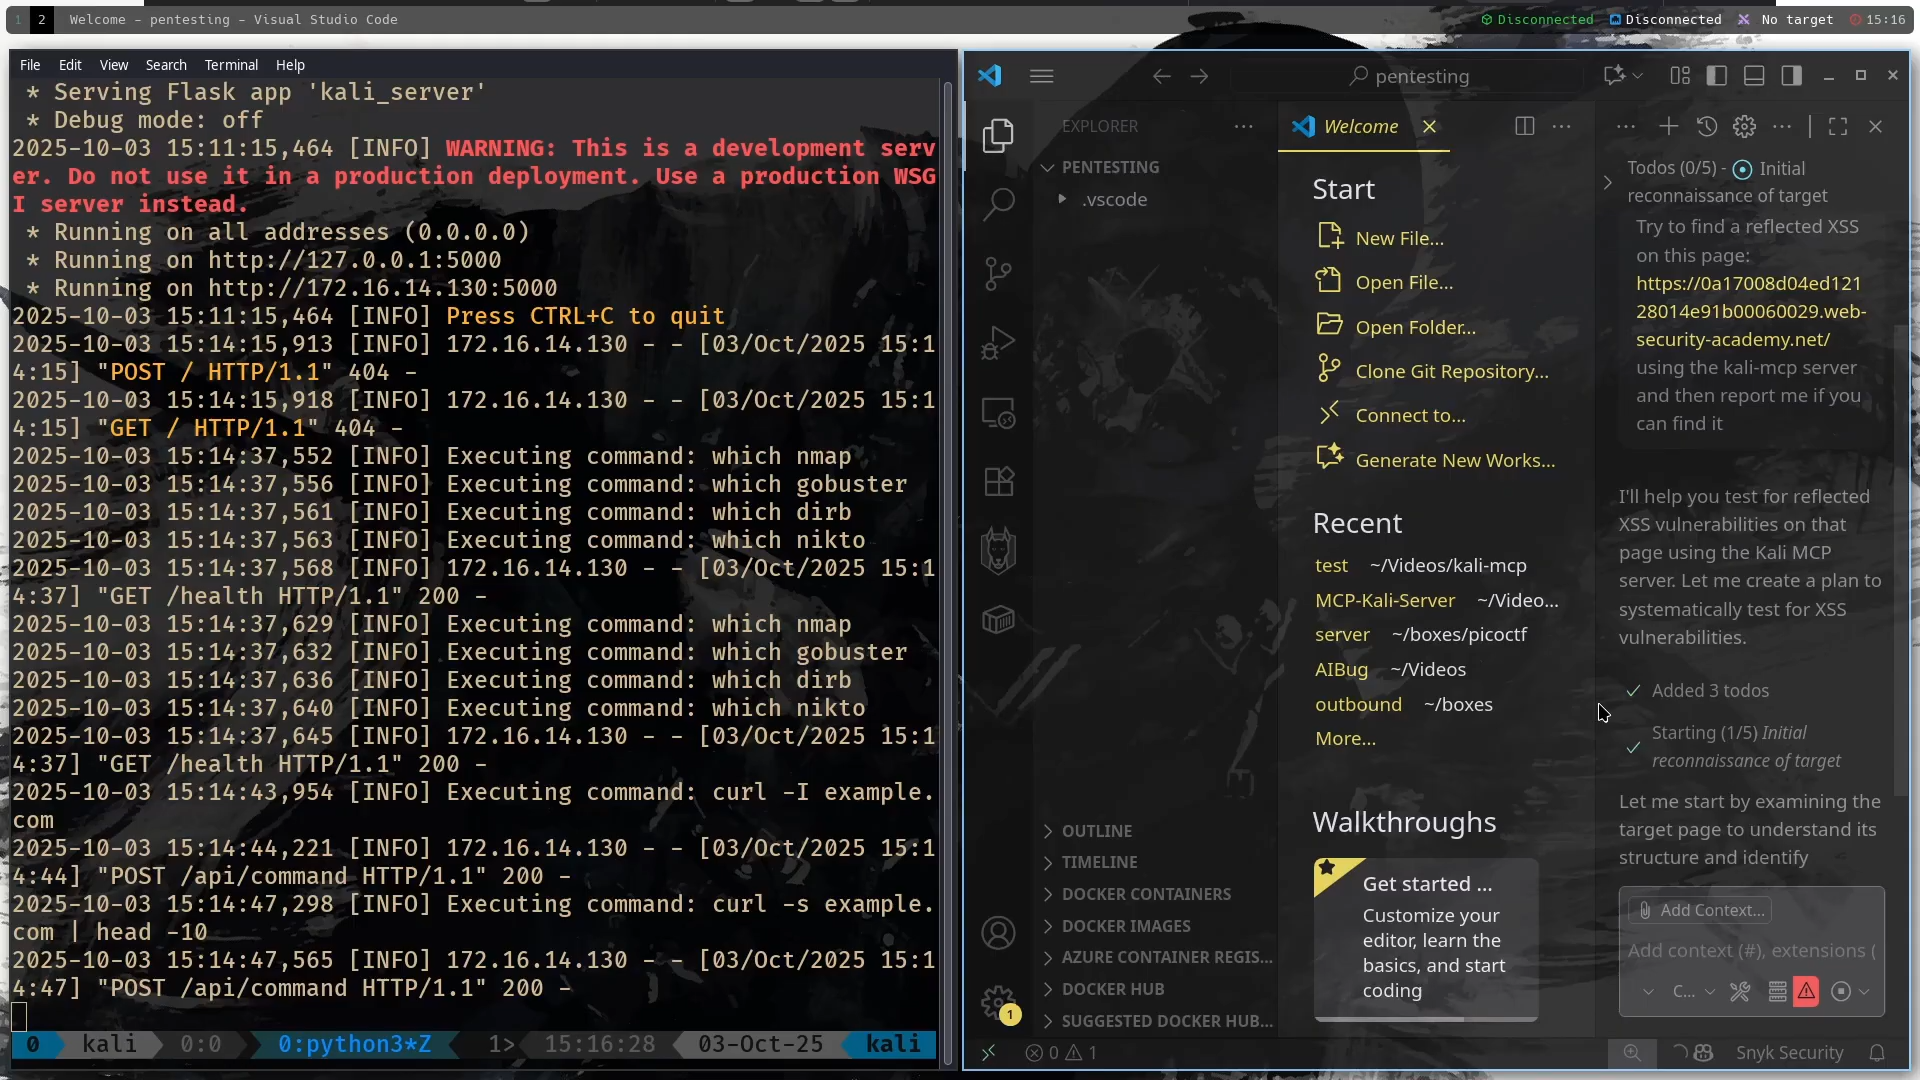 1 2 Welcome - pentesting - Visual Studio Code
Disconnected Disconnected No target 15:16
File Edit View Search Terminal Help
* Serving Flask app 'kali_server'
* Debug mode: off
2025-10-03 15:11:15,464 [INFO] WARNING: This is a development serv
er. Do not use it in a production deployment. Use a production WSG
I server instead.
* Running on all addresses (0.0.0.0)
* Running on http://127.0.0.1:5000
* Running on http://172.16.14.130:5000
2025-10-03 15:11:15,464 [INFO] Press CTRL+C to quit
2025-10-03 15:14:15,913 [INFO] 172.16.14.130 - - [03/Oct/2025 15:1
4:15] "POST / HTTP/1.1" 404 -
2025-10-03 15:14:15,918 [INFO] 172.16.14.130 - - [03/Oct/2025 15:1
4:15] "GET / HTTP/1.1" 404 -
2025-10-03 15:14:37,552 [INFO] Executing command: which nmap
2025-10-03 15:14:37,556 [INFO] Executing command: which gobuster
2025-10-03 15:14:37,561 [INFO] Executing command: which dirb
2025-10-03 15:14:37,563 [INFO] Executing command: which nikto
2025-10-03 15:14:37,568 [INFO] 172.16.14.130 - - [03/Oct/2025 15:1
4:37] "GET /health HTTP/1.1" 200 -
2025-10-03 15:14:37,629 [INFO] Executing command: which nmap
2025-10-03 15:14:37,632 [INFO] Executing command: which gobuster
2025-10-03 15:14:37,636 [INFO] Executing command: which dirb
2025-10-03 15:14:37,640 [INFO] Executing command: which nikto
2025-10-03 15:14:37,645 [INFO] 172.16.14.130 - - [03/Oct/2025 15:1
4:37] "GET /health HTTP/1.1" 200 -
2025-10-03 15:14:43,954 [INFO] Executing command: curl -I example.
com
2025-10-03 15:14:44,221 [INFO] 172.16.14.130 - - [03/Oct/2025 15:1
4:44] "POST /api/command HTTP/1.1" 200 -
2025-10-03 15:14:47,298 [INFO] Executing command: curl -s example.
com | head -10
2025-10-03 15:14:47,565 [INFO] 172.16.14.130 - - [03/Oct/2025 15:1
4:47] "POST /api/command HTTP/1.1" 200 -
0 kali 0:0 0:python3*Z 1> 15:16:28 03-Oct-25 kali
pentesting
EXPLORER ...
PENTESTING
.vscode
OUTLINE
TIMELINE
DOCKER CONTAINERS
DOCKER IMAGES
AZURE CONTAINER REGIS...
DOCKER HUB
SUGGESTED DOCKER HUB...
1
Welcome
Start
New File...
Open File...
Open Folder...
Clone Git Repository...
Connect to...
Generate New Works...
Recent
test ~/Videos/kali-mcp
MCP-Kali-Server ~/Video...
server ~/boxes/picoctf
AIBug ~/Videos
outbound ~/boxes
More...
Walkthroughs
Get started ...
Customize your
editor, learn the
basics, and start
coding
Todos (0/5) - Initial
reconnaissance of target
Try to find a reflected XSS
on this page:
https://0a17008d04ed121
28014e91b00060029.web-
security-academy.net/
using the kali-mcp server
and then report me if you
can find it
I'll help you test for reflected
XSS vulnerabilities on that
page using the Kali MCP
server. Let me create a plan to
systematically test for XSS
vulnerabilities.
Added 3 todos
Starting (1/5) Initial
reconnaissance of target
Let me start by examining the
target page to understand its
structure and identify
Add Context...
Add context (#), extensions (
C...
0 1
Snyk Security